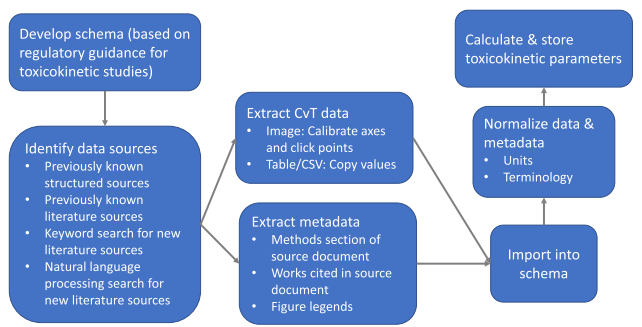 Develop schema (based on
regulatory guidance for
toxicokinetic studies)
Identify data sources
• Previously known
structured sources
• Previously known
literature sources
• Keyword search for new
literature sources
• Natural language
processing search for
new literature sources
Extract CvT data
• Image: Calibrate axes
and click points
• Table/CSV: Copy values
Extract metadata
• Methods section of
source document
• Works cited in source
document
• Figure legends
Import into
schema
Normalize data &
metadata
• Units
• Terminology
Calculate & store
toxicokinetic parameters